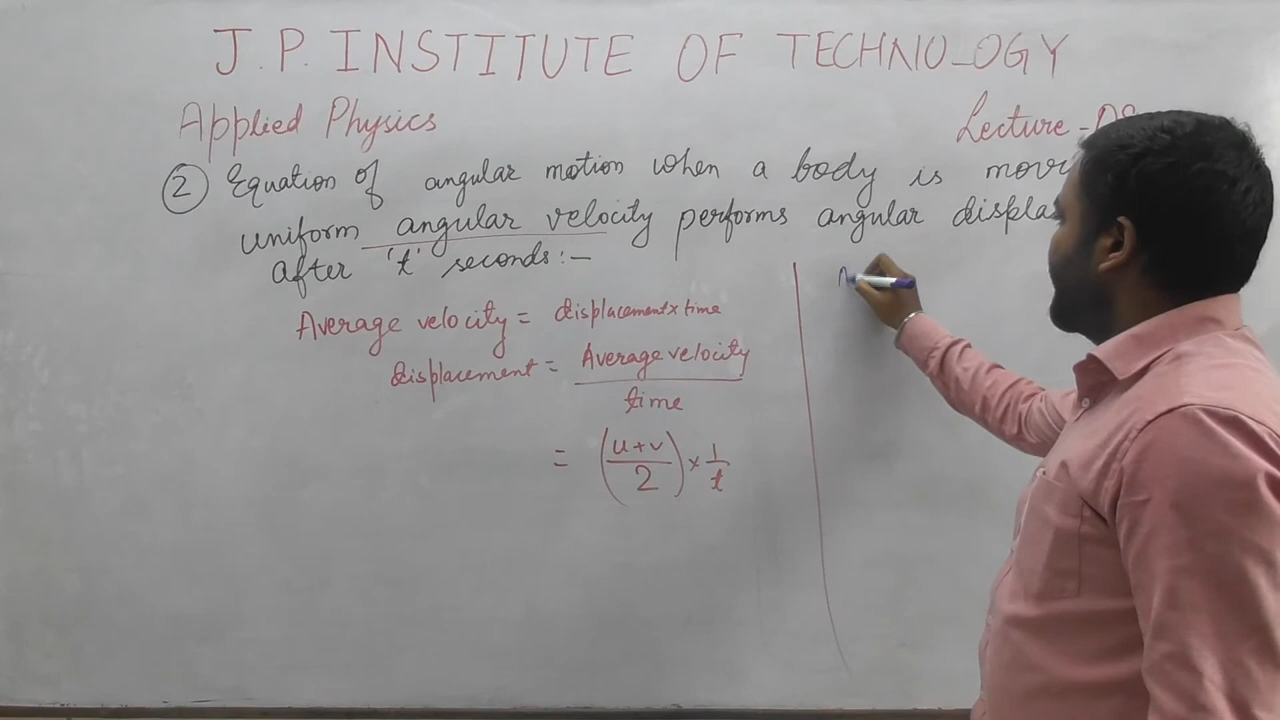 J.P. INSTITUTE OF TECHNOLOGY
Applied Physics
Lecture -
② Equation of angular motion when a body is
uniform angular velocity performs angular
after 't' seconds:-
Average velocity = displacement x time
displacement = Average velocity
time
= (u+v/2) x 1/t